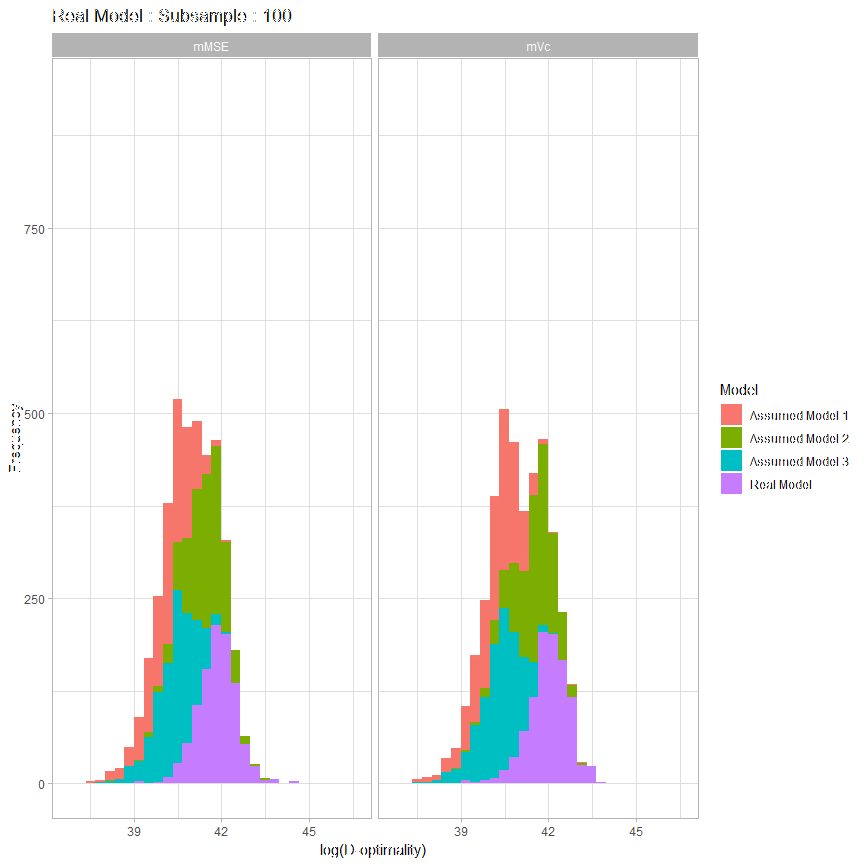 Real Model : Subsample : 100
mMSE
mVc
750
500
250
0
Frequency
39
42
45
39
42
45
log(D-optimality)
Model
Assumed Model 1
Assumed Model 2
Assumed Model 3
Real Model